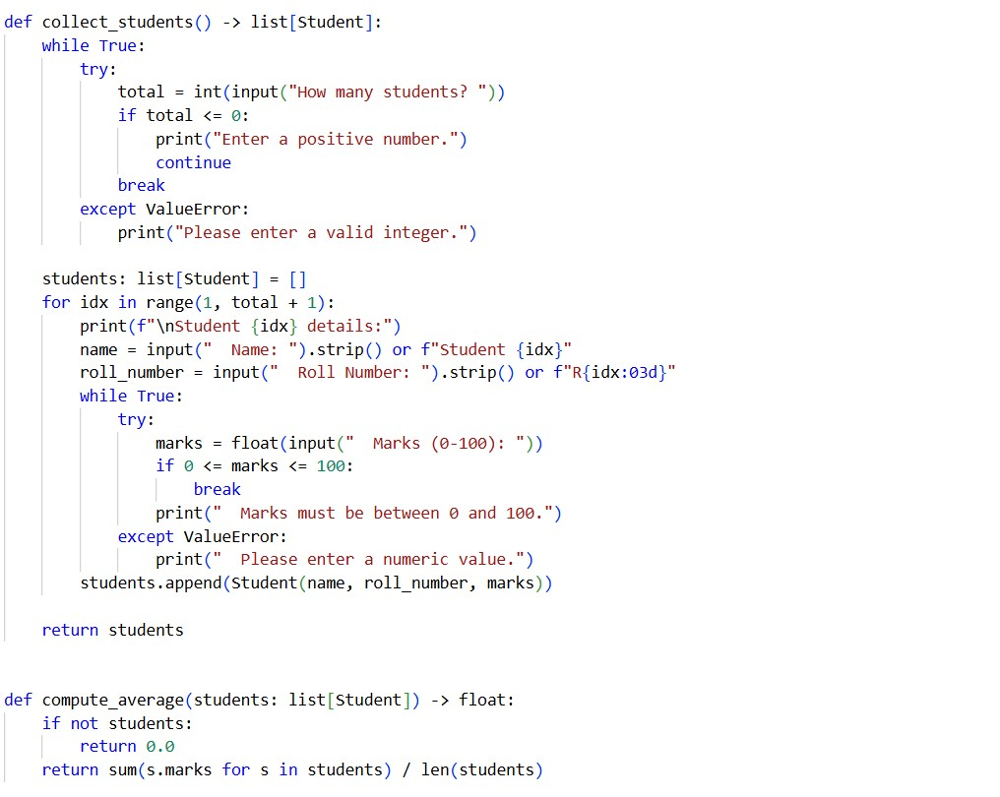 def collect_students() -> list[Student]:
    while True:
        try:
            total = int(input("How many students? "))
            if total <= 0:
                print("Enter a positive number.")
                continue
            break
        except ValueError:
            print("Please enter a valid integer.")

    students: list[Student] = []
    for idx in range(1, total + 1):
        print(f"\nStudent {idx} details:")
        name = input("  Name: ").strip() or f"Student {idx}"
        roll_number = input("  Roll Number: ").strip() or f"R{idx:03d}"
        while True:
            try:
                marks = float(input("  Marks (0-100): "))
                if 0 <= marks <= 100:
                    break
                print("  Marks must be between 0 and 100.")
            except ValueError:
                print("  Please enter a numeric value.")
        students.append(Student(name, roll_number, marks))

    return students


def compute_average(students: list[Student]) -> float:
    if not students:
        return 0.0
    return sum(s.marks for s in students) / len(students)